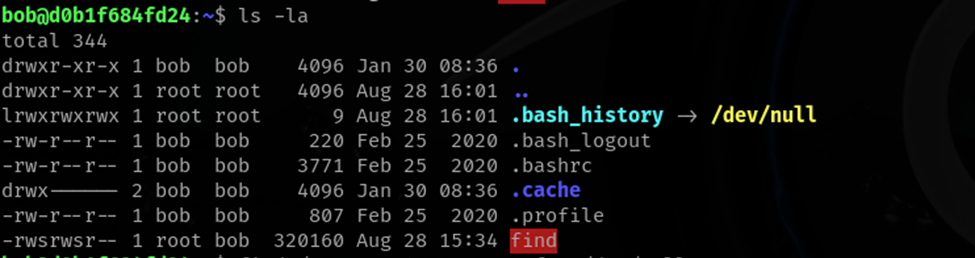 bob@d0b1f684fd24:~$ ls -la
total 344
drwxr-xr-x 1 bob  bob    4096 Jan 30 08:36 .
drwxr-xr-x 1 root root   4096 Aug 28 16:01 ..
lrwxrwxrwx 1 root root      9 Aug 28 16:01 .bash_history → /dev/null
-rw-r--r-- 1 bob  bob     220 Feb 25  2020 .bash_logout
-rw-r--r-- 1 bob  bob    3771 Feb 25  2020 .bashrc
drwx------ 2 bob  bob    4096 Jan 30 08:36 .cache
-rw-r--r-- 1 bob  bob     807 Feb 25  2020 .profile
-rwsrwsr-- 1 root bob  320160 Aug 28 15:34 find